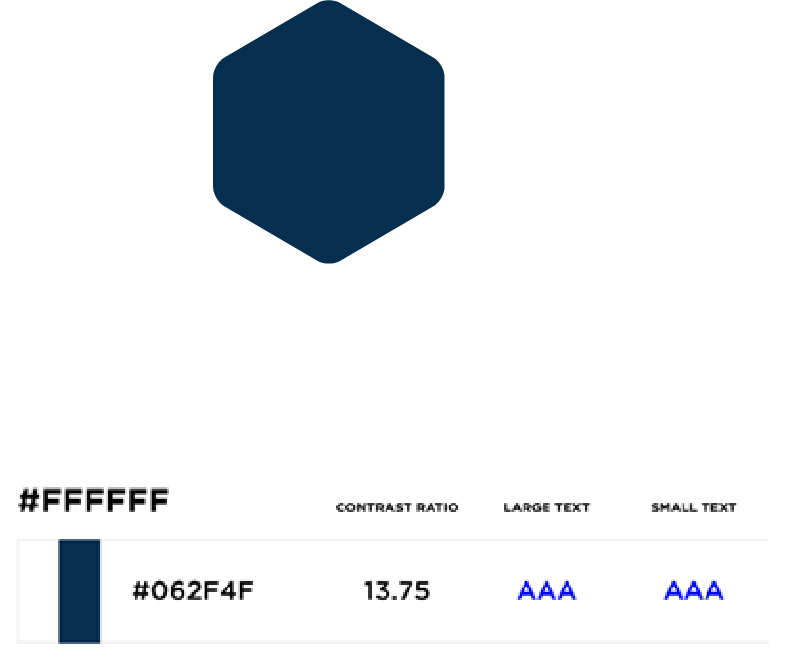 #FFFFFF
CONTRAST RATIO LARGE TEXT SMALL TEXT
#062F4F 13.75 AAA AAA